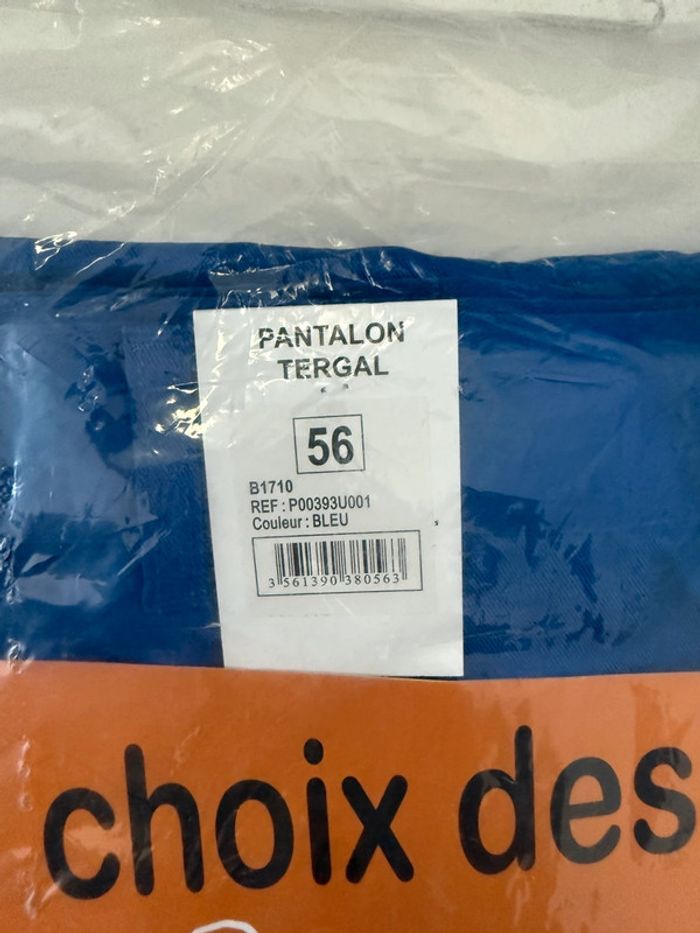 PANTALON
TERGAL
56
B1710
REF : P00393U001
Couleur : BLEU
3 561390 380563
choix des